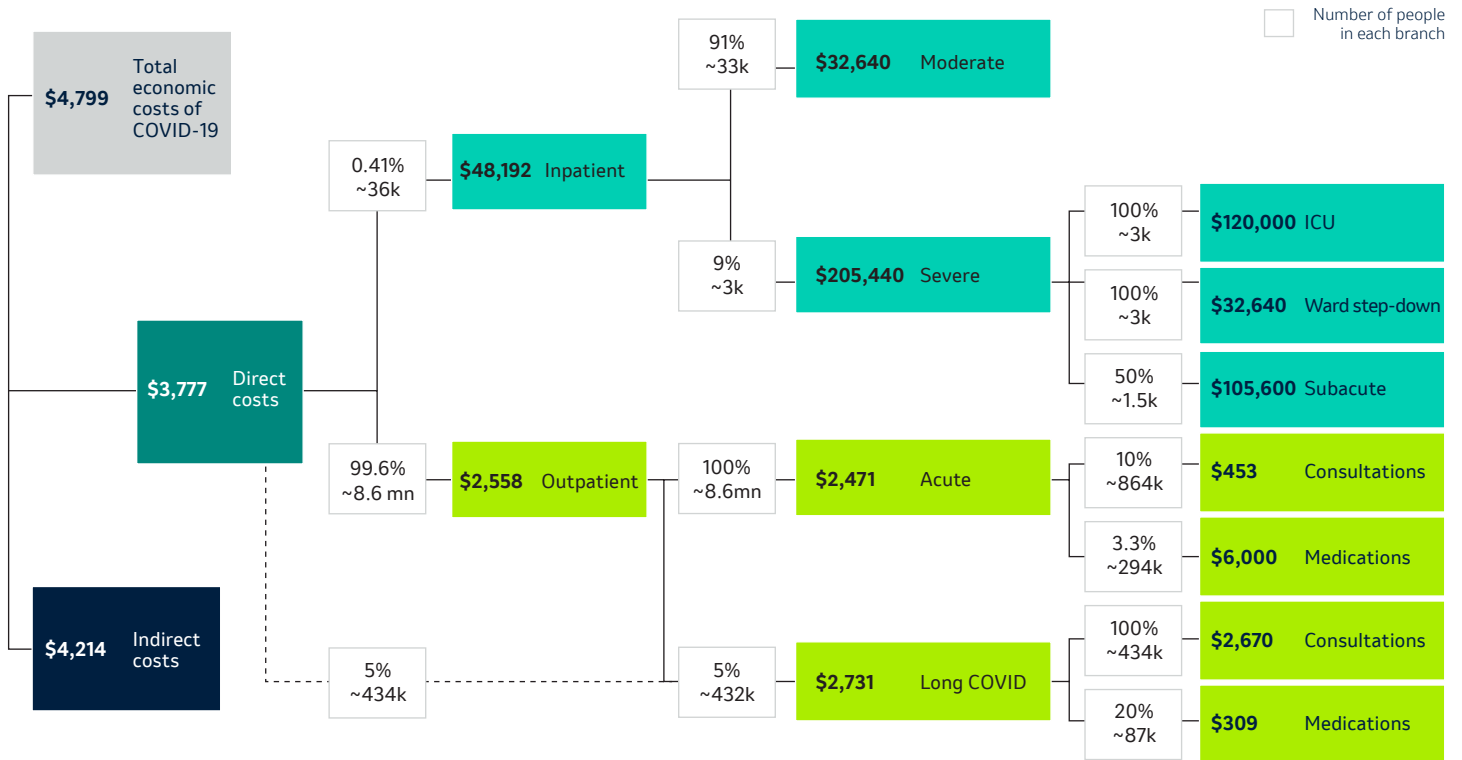 Number of people
in each branch
$4,799
Total
economic
costs of
COVID-19
$3,777
Direct
costs
$4,214
Indirect
costs
0.41%
~36k
$48,192 Inpatient
99.6%
~8.6 mn
$2,558 Outpatient
5%
~434k
91%
~33k
$32,640 Moderate
9%
~3k
$205,440 Severe
100%
~3k
$120,000 ICU
100%
~3k
$32,640 Ward step-down
50%
~1.5k
$105,600 Subacute
100%
~8.6mn
$2,471 Acute
10%
~864k
$453 Consultations
3.3%
~294k
$6,000 Medications
5%
~432k
$2,731 Long COVID
100%
~434k
$2,670 Consultations
20%
~87k
$309 Medications